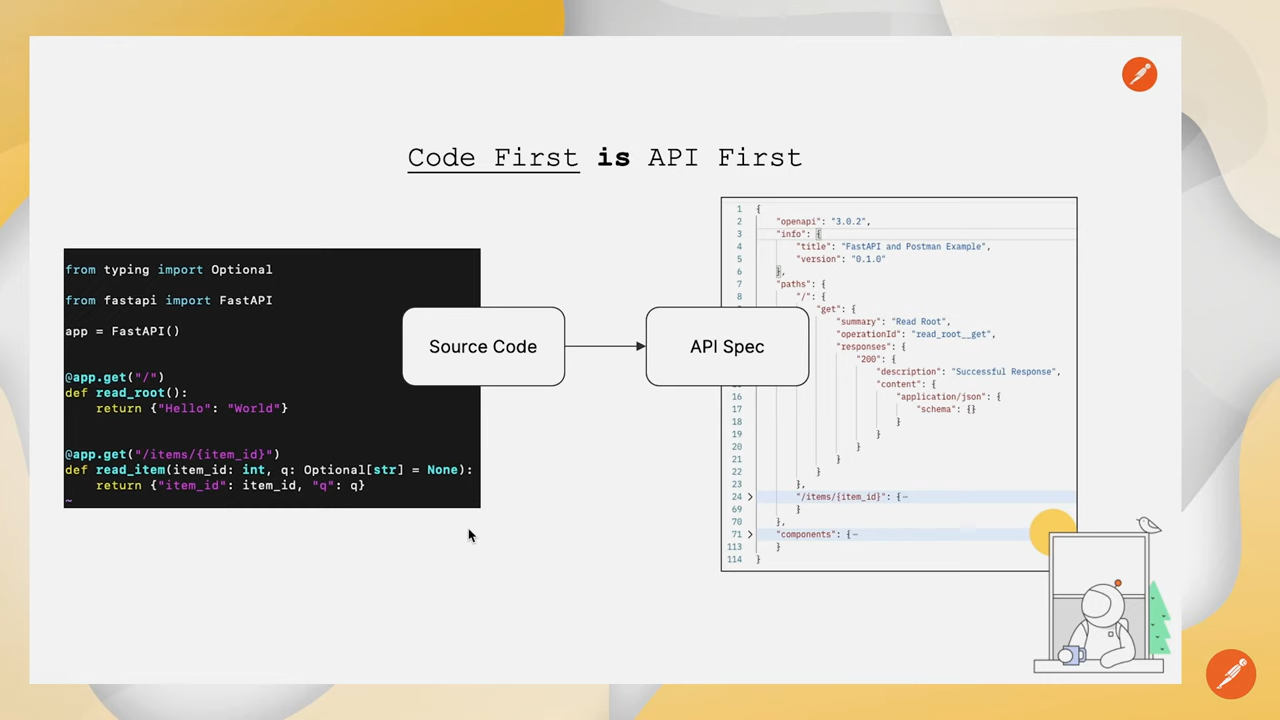 Code First is API First
from typing import Optional
from fastapi import FastAPI
app = FastAPI()
@app.get("/")
def read_root():
    return {"Hello": "World"}
@app.get("/items/{item_id}")
def read_item(item_id: int, q: Optional[str] = None):
    return {"item_id": item_id, "q": q}
~
Source Code
API Spec
1 {
2 "openapi": "3.0.2",
3 "info": {
4 "title": "FastAPI and Postman Example",
5 "version": "0.1.0"
6 },
7 "paths": {
8 "/": {
"get": {
"summary": "Read Root",
"operationId": "read_root__get",
"responses": {
"200": {
"description": "Successful Response",
"content": {
16 "application/json": {
17 "schema": {}
18 }
19 }
20 }
21 }
22 }
23 },
24 "/items/{item_id}": {
69 }
70 },
71 "components": {
113 }
114 }